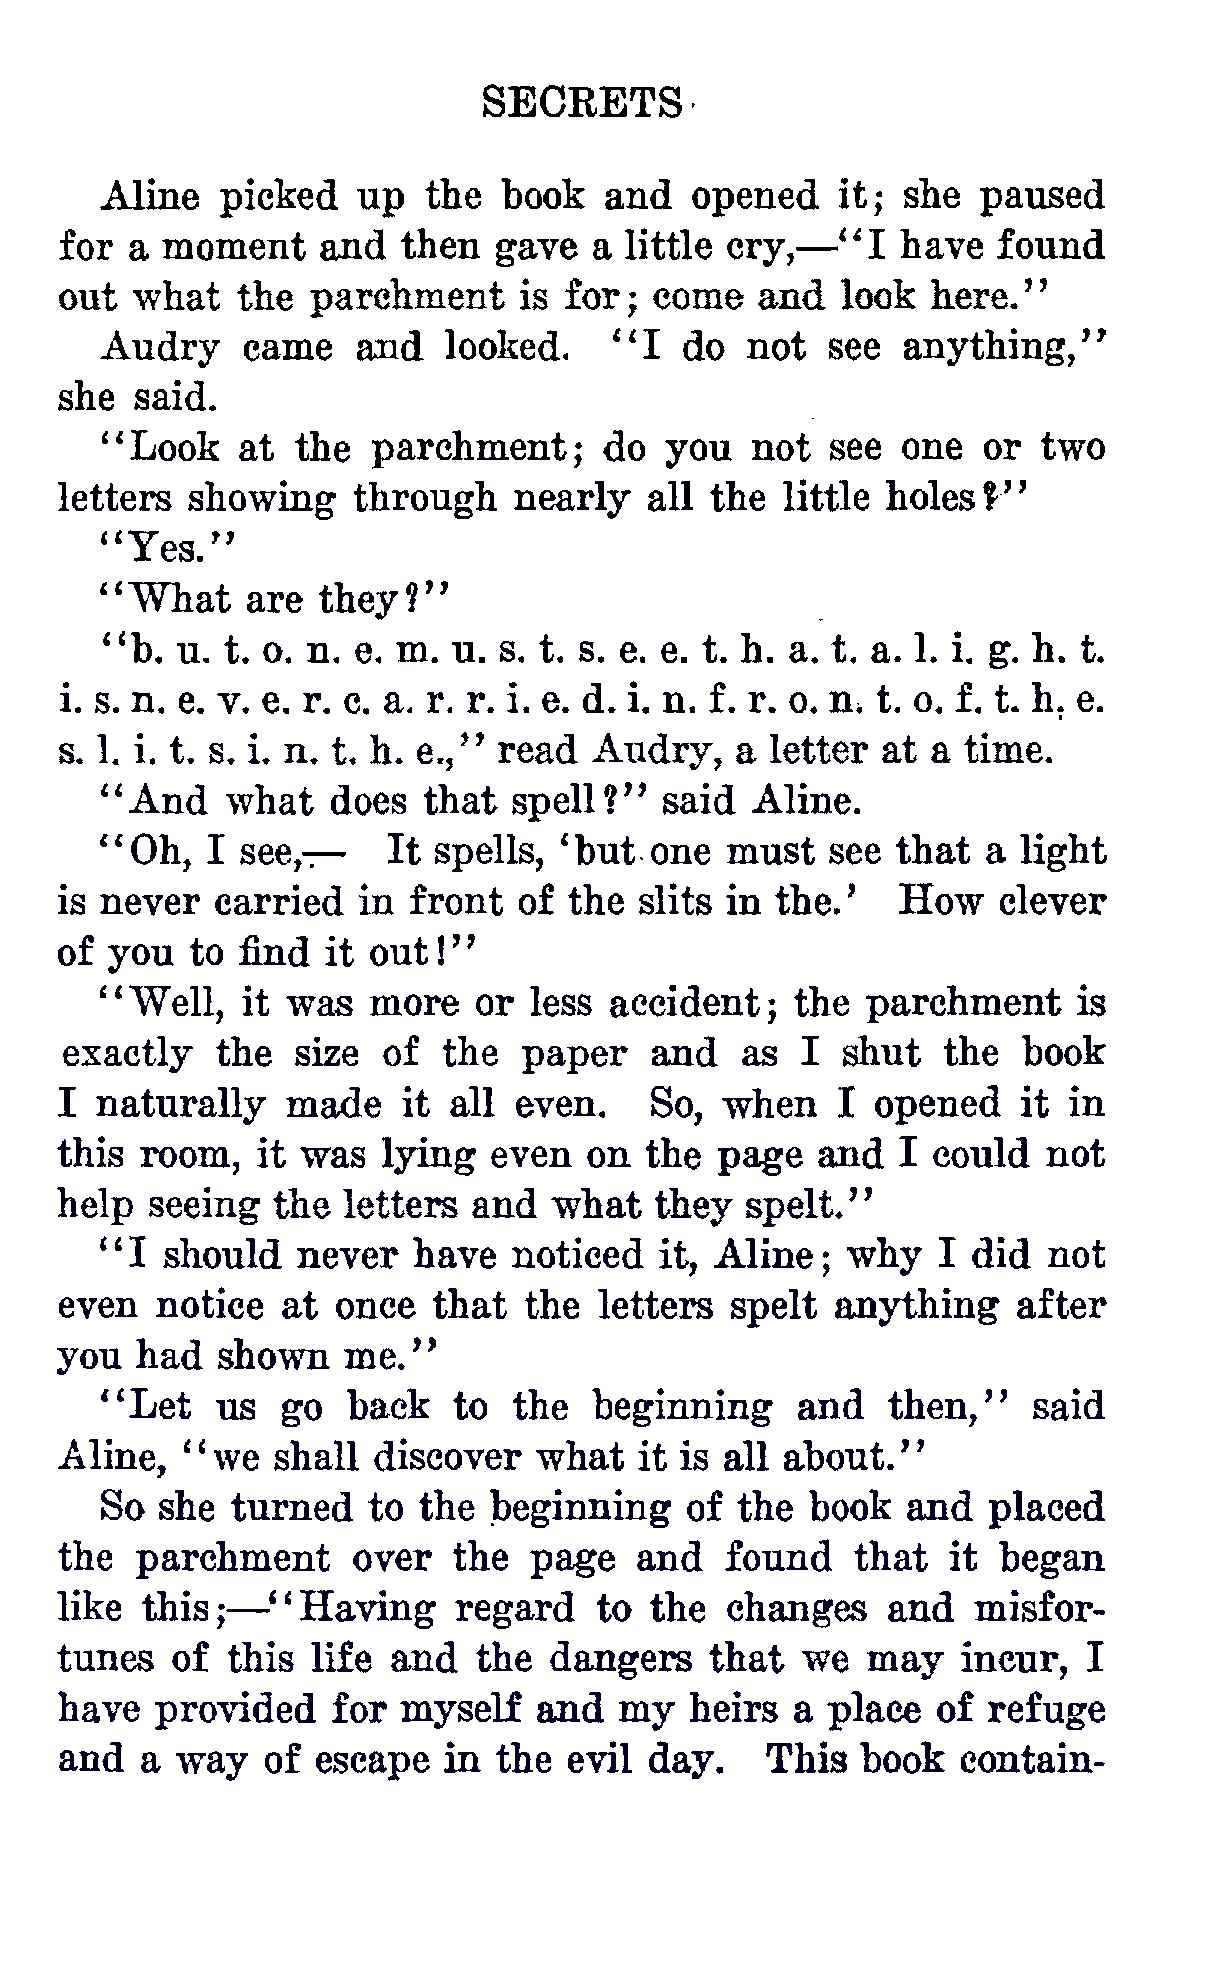 SECRETS
Aline picked up the book and opened it; she paused
for a moment and then gave a little cry,—“I have found
out what the parchment is for; come and look here.”
Audry came and looked. “I do not see anything,”
she said.
“Look at the parchment; do you not see one or two
letters showing through nearly all the little holes?”
“Yes.”
“What are they?”
“b. u. t. o. n. e. m. u. s. t. s. e. e. t. h. a. t. a. l. i. g. h. t.
i. s. n. e. v. e. r. c. a. r. r. i. e. d. i. n. f. r. o. n. t. o. f. t. h. e.
s. l. i. t. s. i. n. t. h. e.,” read Audry, a letter at a time.
“And what does that spell?” said Aline.
“Oh, I see,— It spells, ‘but one must see that a light
is never carried in front of the slits in the.’ How clever
of you to find it out!”
“Well, it was more or less accident; the parchment is
exactly the size of the paper and as I shut the book
I naturally made it all even. So, when I opened it in
this room, it was lying even on the page and I could not
help seeing the letters and what they spelt.”
“I should never have noticed it, Aline; why I did not
even notice at once that the letters spelt anything after
you had shown me.”
“Let us go back to the beginning and then,” said
Aline, “we shall discover what it is all about.”
So she turned to the beginning of the book and placed
the parchment over the page and found that it began
like this;—“Having regard to the changes and misfor-
tunes of this life and the dangers that we may incur, I
have provided for myself and my heirs a place of refuge
and a way of escape in the evil day. This book contain-